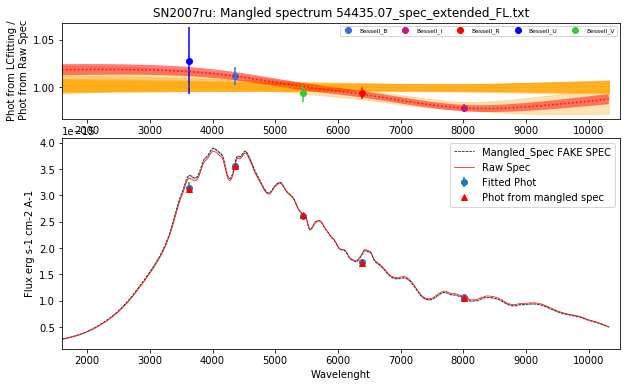 SN2007ru: Mangled spectrum 54435.07_spec_extended_FL.txt
Phot from LCfitting /
Phot from Raw Spec
1.05
1.00
Bessell_B
Bessell_I
Bessell_R
Bessell_U
Bessell_V
2000 3000 4000 5000 6000 7000 8000 9000 10000
Flux erg s-1 cm-2 A-1
4.0
3.5
3.0
2.5
2.0
1.5
1.0
0.5
Mangled_Spec FAKE SPEC
Raw Spec
Fitted Phot
Phot from mangled spec
2000 3000 4000 5000 6000 7000 8000 9000 10000
Wavelenght